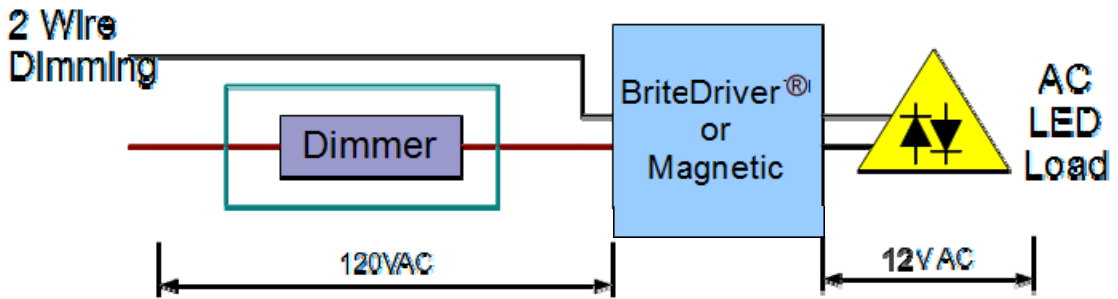 2 Wire
Dimming
Dimmer
BriteDriver ®
or
Magnetic
AC
LED
Load
120VAC
12VAC